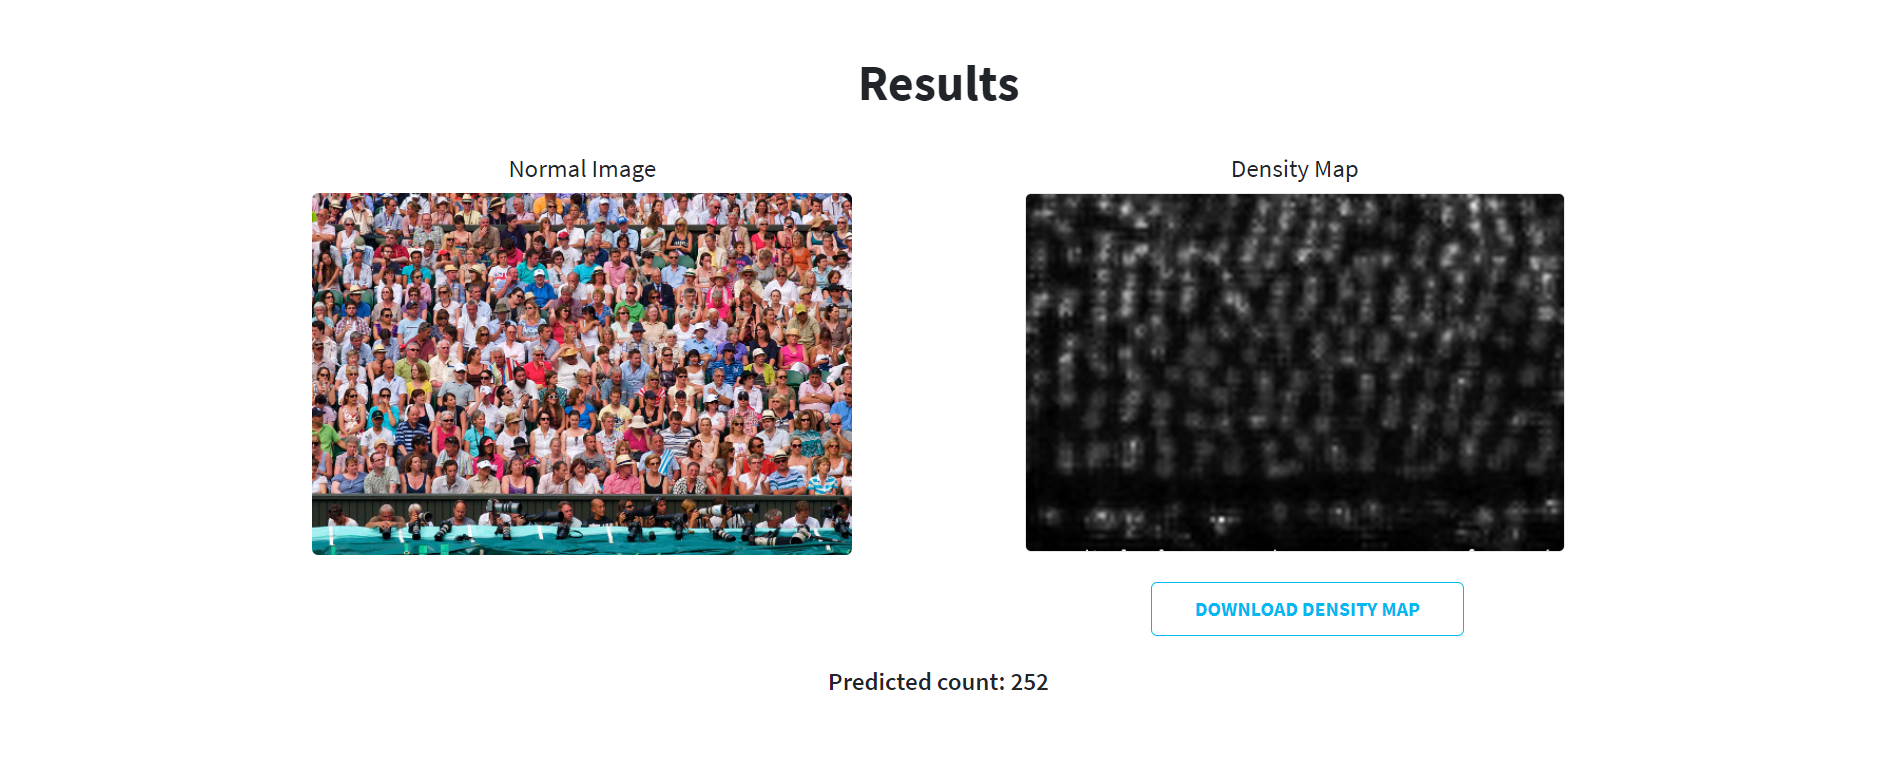 Results
Normal Image
Density Map
DOWNLOAD DENSITY MAP
Predicted count: 252